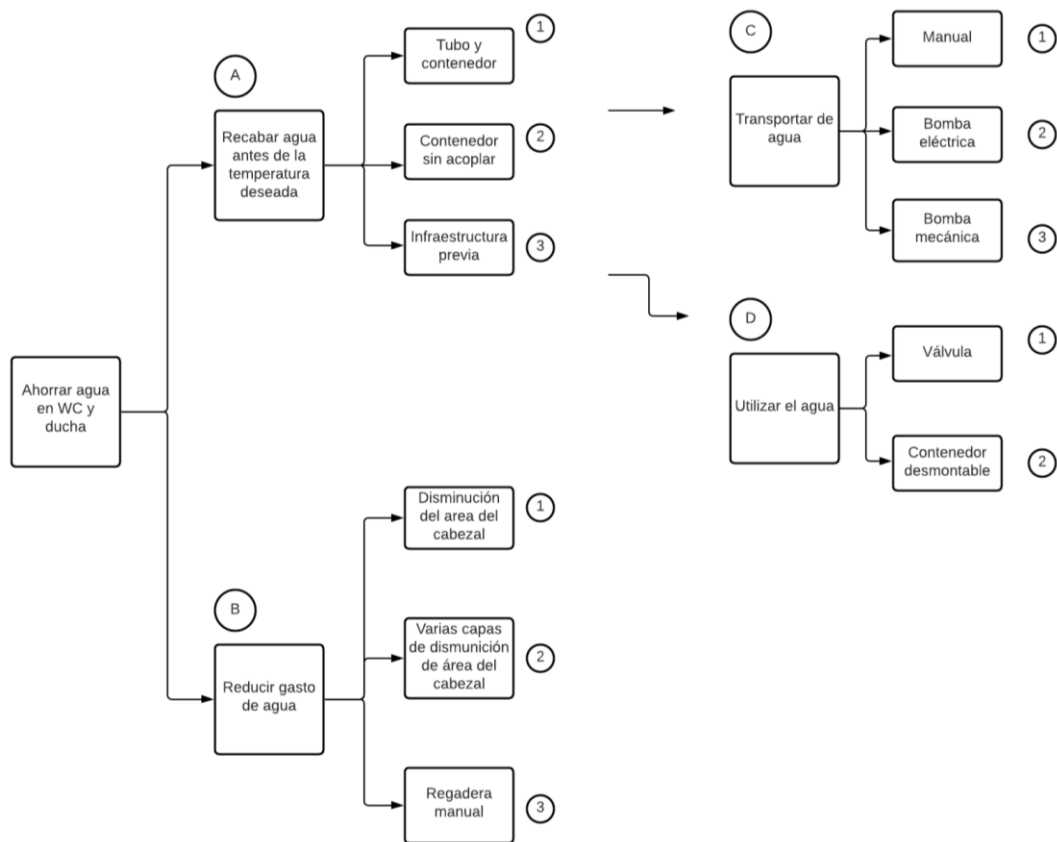 Ahorrar agua
en WC y
ducha
A
Recabar agua
antes de la
temperatura
deseada
Tubo y
contenedor
1
Contenedor
sin acoplar
2
Infraestructura
previa
3
B
Reducir gasto
de agua
Disminución
del area del
cabezal
1
Varias capas
de dismunición
de área del
cabezal
2
Regadera
manual
3
C
Transportar de
agua
Manual
1
Bomba
eléctrica
2
Bomba
mecánica
3
D
Utilizar el agua
Válvula
1
Contenedor
desmontable
2